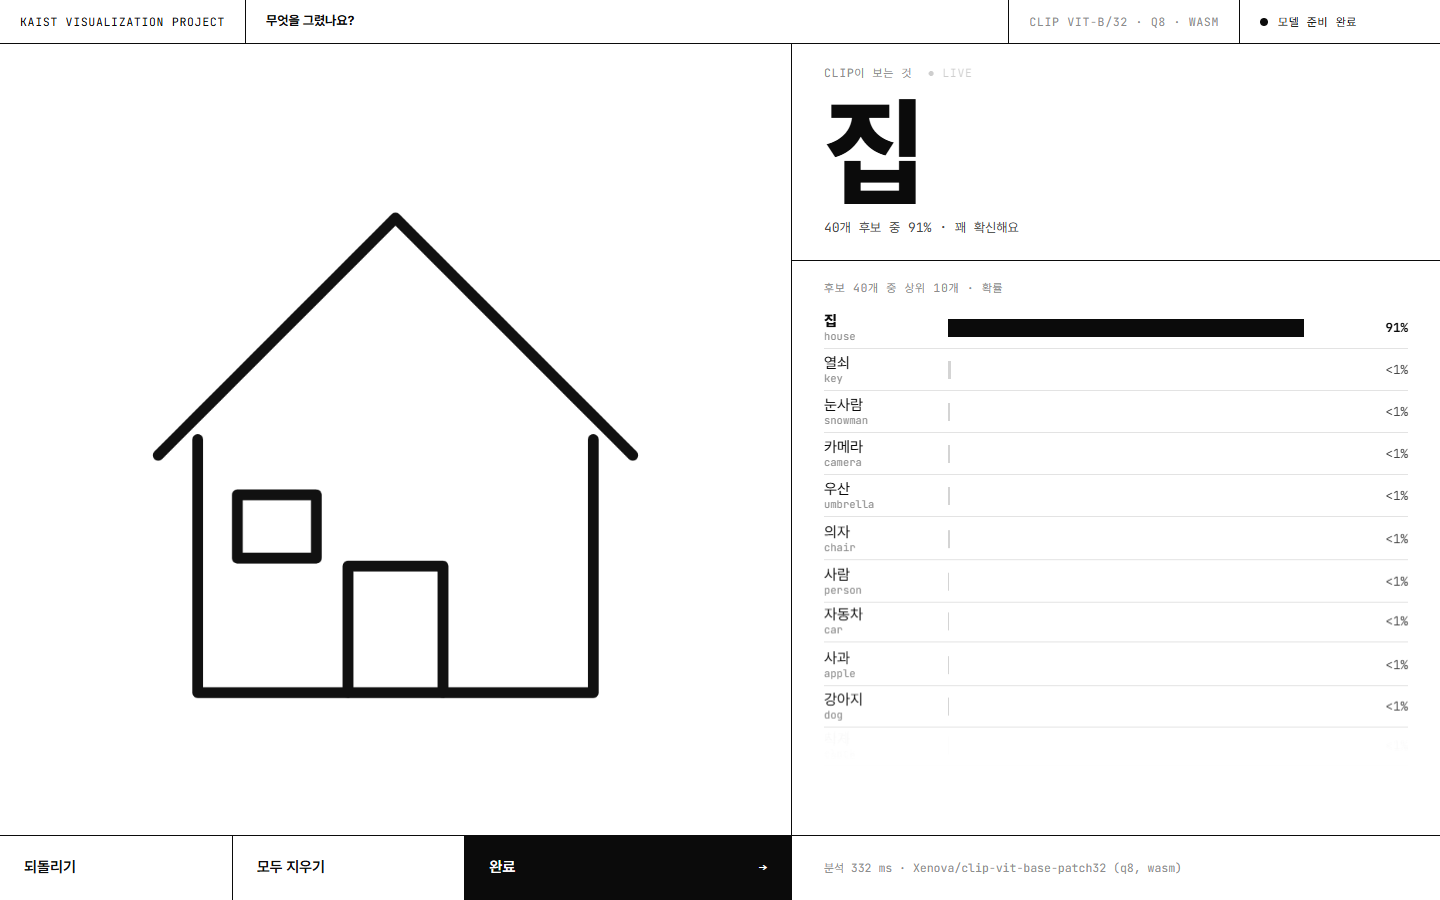 KAIST VISUALIZATION PROJECT
무엇을 그렸나요?
CLIP VIT-B/32 · Q8 · WASM
모델 준비 완료
CLIP이 보는 것
LIVE
집
40개 후보 중 91% · 꽤 확신해요
후보 40개 중 상위 10개 · 확률
집
house
91%
열쇠
key
<1%
눈사람
snowman
<1%
카메라
camera
<1%
우산
umbrella
<1%
의자
chair
<1%
사람
person
<1%
자동차
car
<1%
사과
apple
<1%
강아지
dog
<1%
되돌리기
모두 지우기
완료 →
분석 332 ms · Xenova/clip-vit-base-patch32 (q8, wasm)